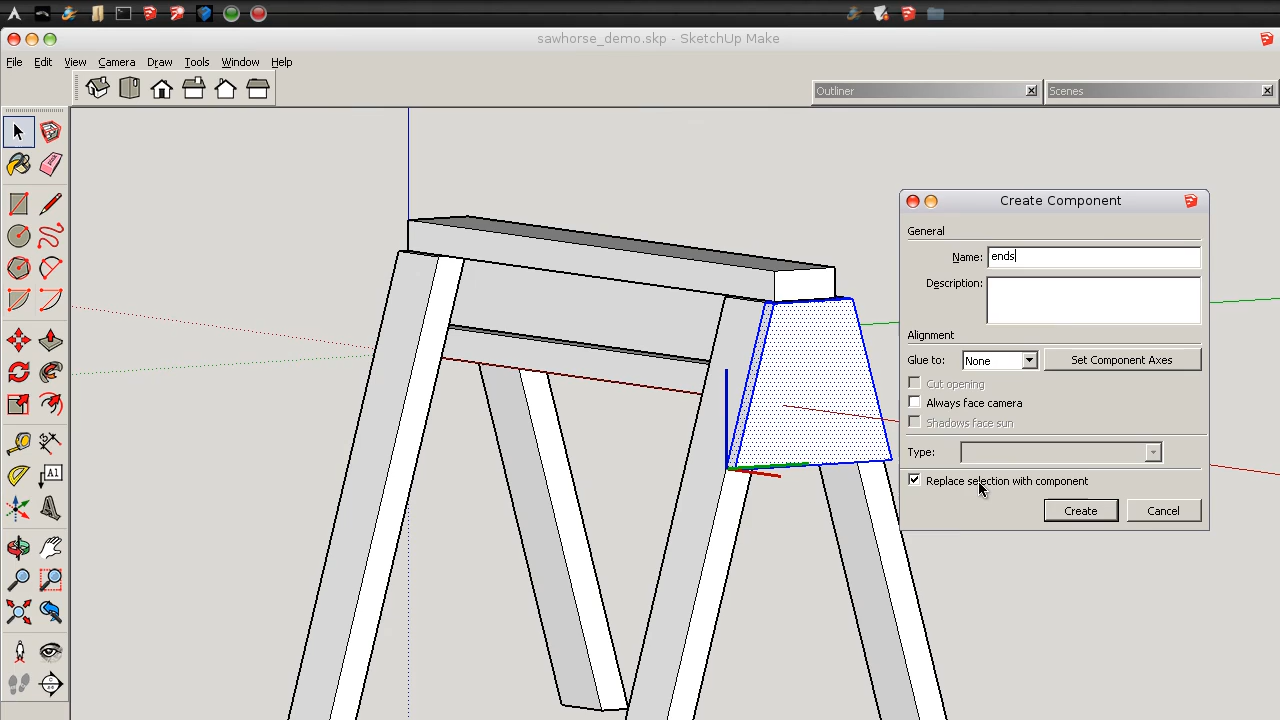 sawhorse_demo.skp - SketchUp Make
File Edit View Camera Draw Tools Window Help
Outliner
Scenes
A1
Create Component
General
Name: ends
Description:
Alignment
Glue to: None Set Component Axes
Cut opening
Always face camera
Shadows face sun
Type:
Replace selection with component
Create Cancel